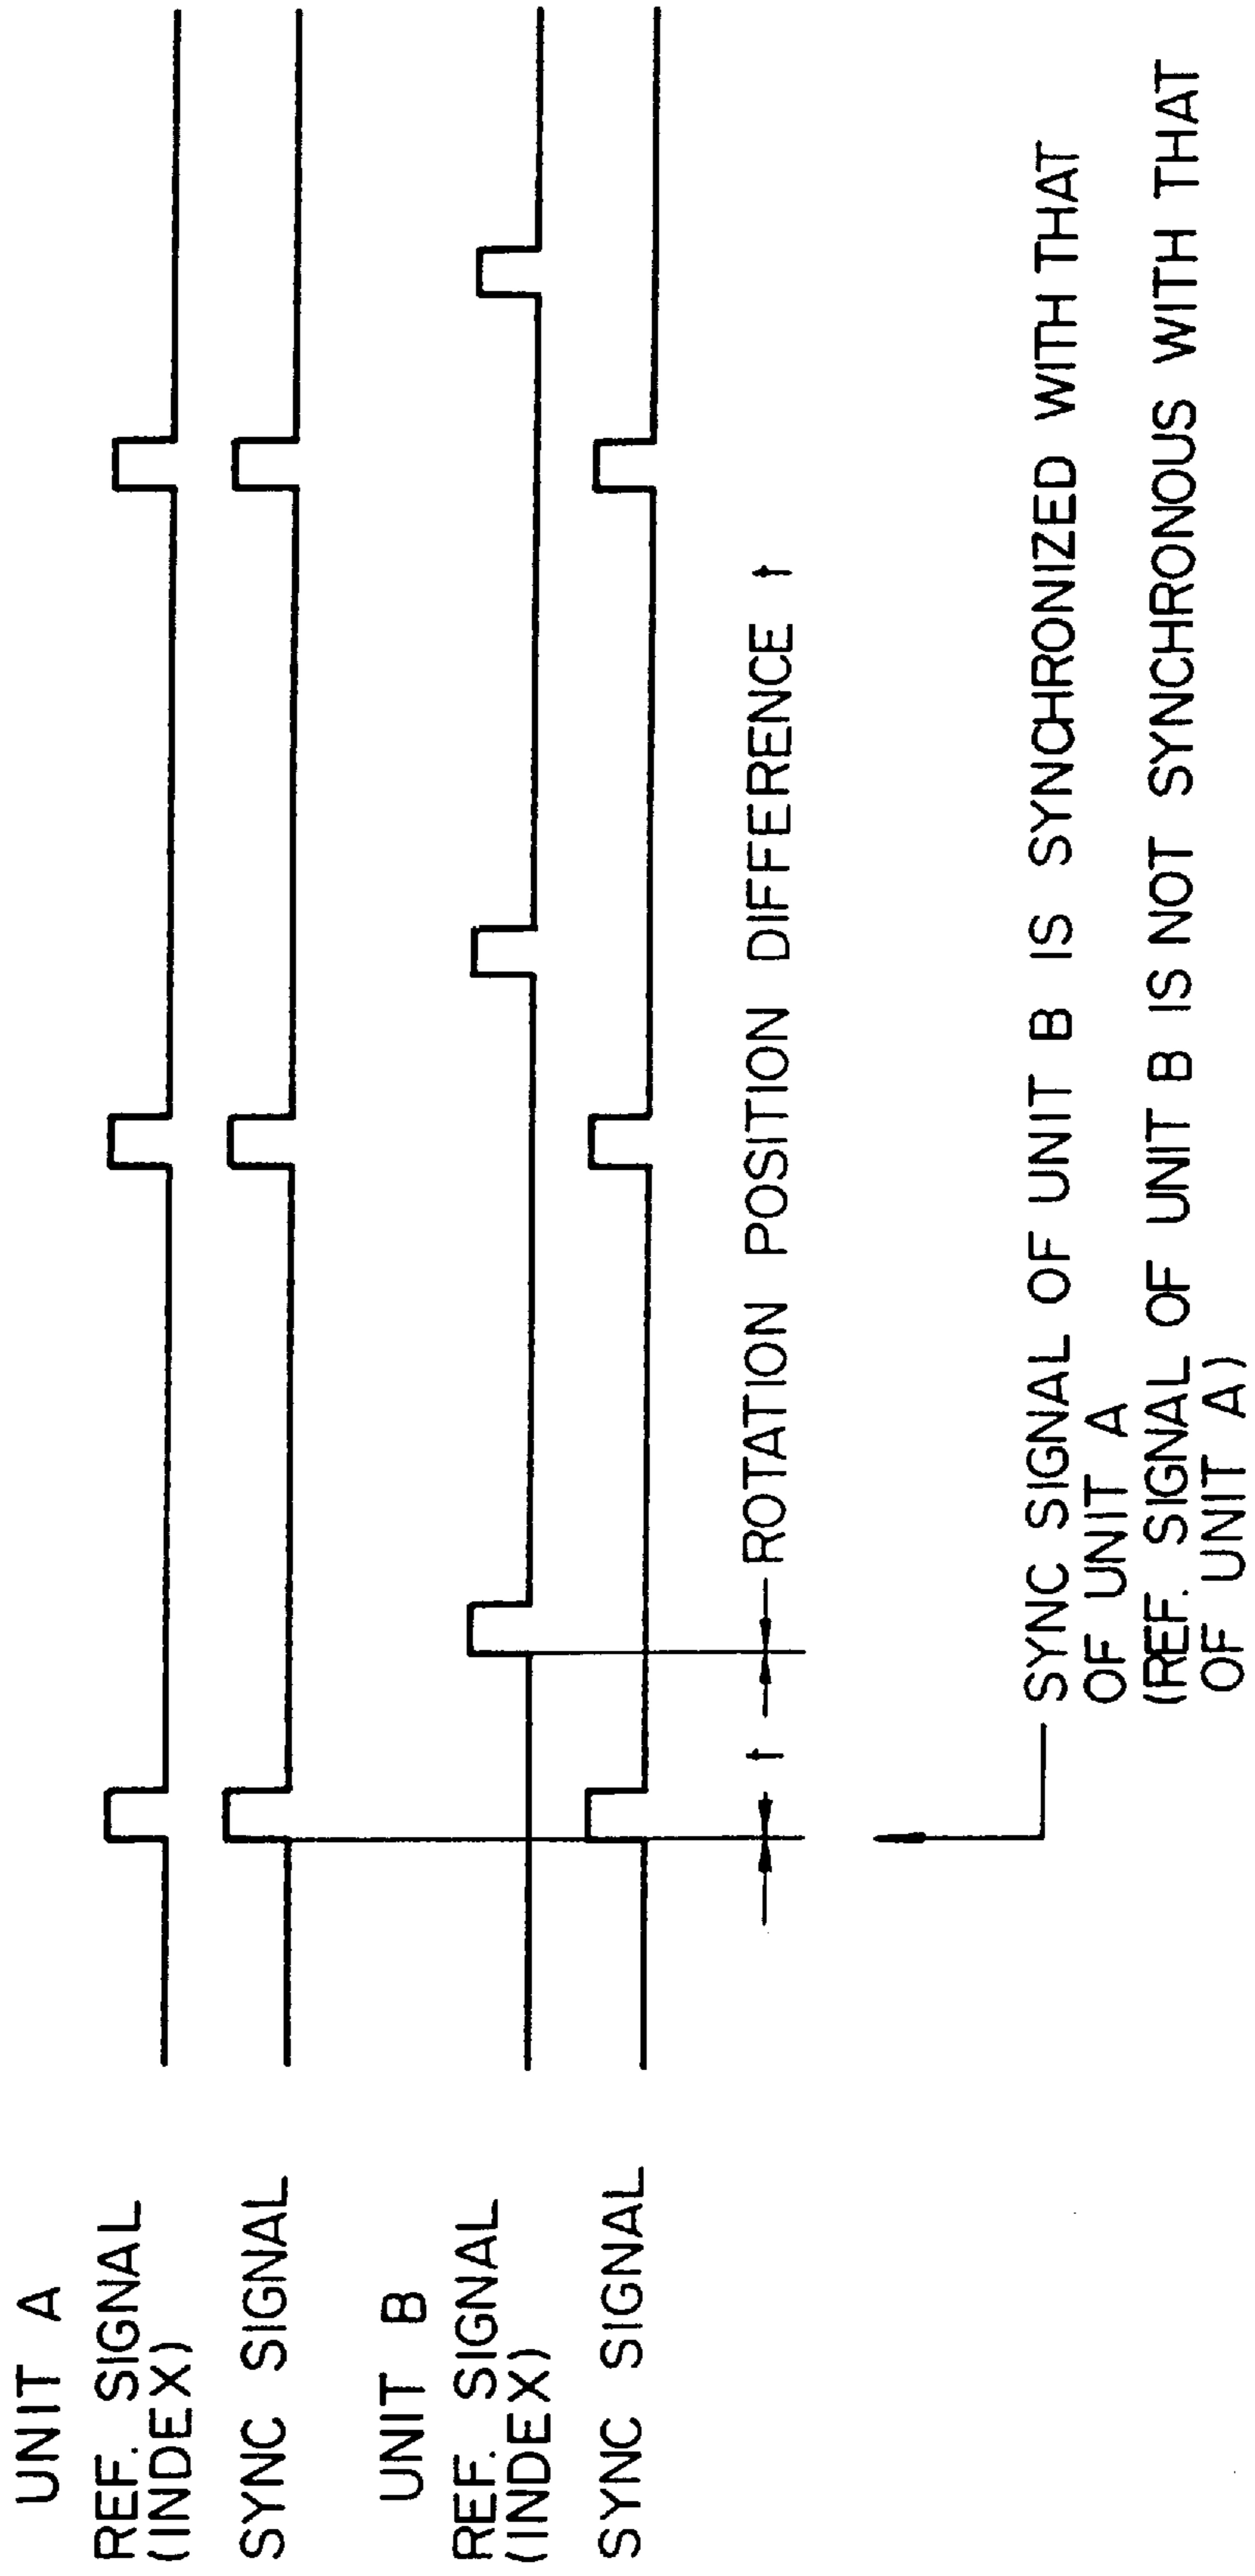 UNIT A
REF. SIGNAL
(INDEX)
SYNC SIGNAL
UNIT B
REF. SIGNAL
(INDEX)
SYNC SIGNAL
t
ROTATION POSITION DIFFERENCE t
SYNC SIGNAL OF UNIT B IS SYNCHRONIZED WITH THAT
OF UNIT A
(REF. SIGNAL OF UNIT B IS NOT SYNCHRONOUS WITH THAT
OF UNIT A)